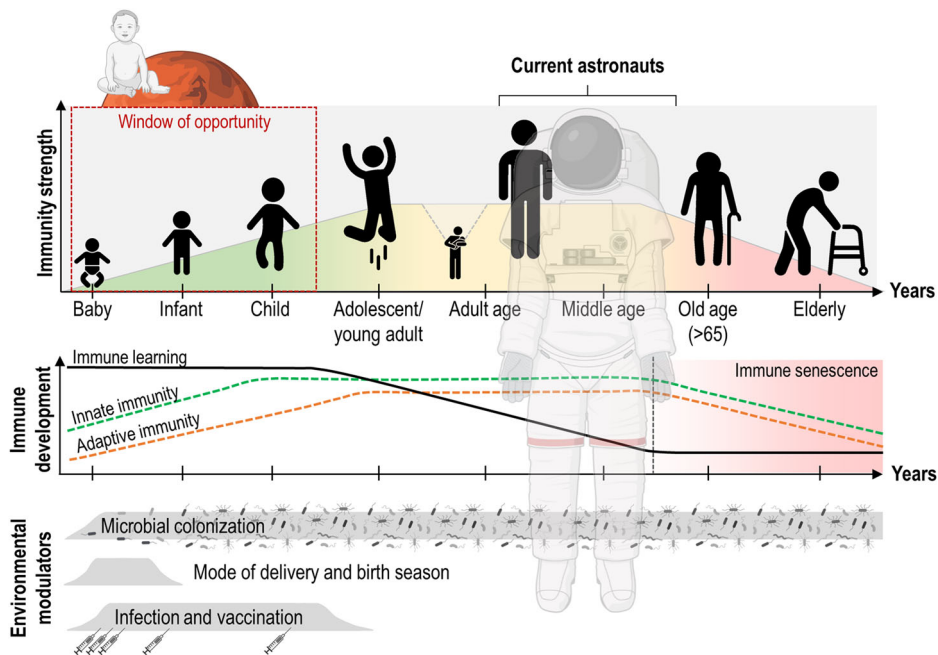 Current astronauts
Window of opportunity
Immunity strength
Years
Baby
Infant
Child
Adolescent/
young adult
Adult age
Middle age
Old age
(>65)
Elderly
Immune
development
Immune learning
Innate immunity
Adaptive immunity
Immune senescence
Years
Environmental
modulators
Microbial colonization
Mode of delivery and birth season
Infection and vaccination